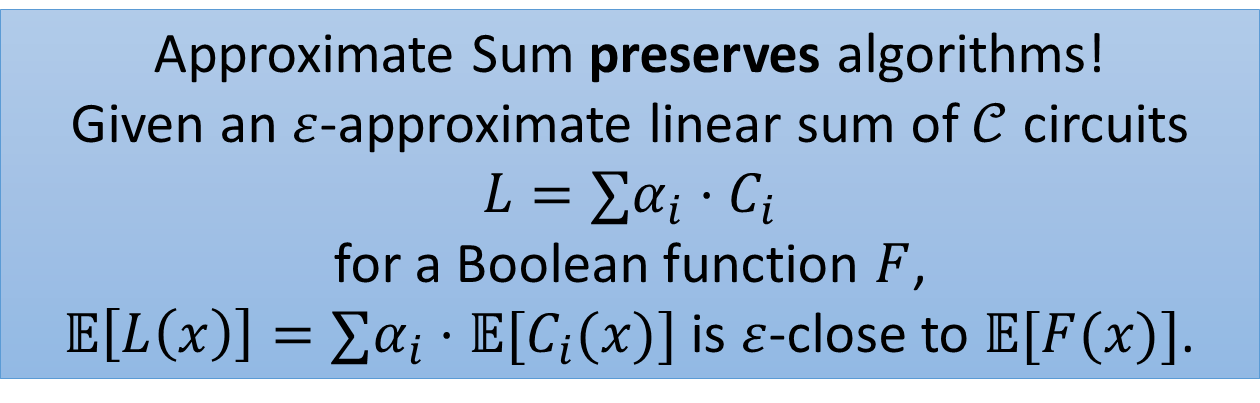 Approximate Sum preserves algorithms!
Given an 𝜀-approximate linear sum of 𝒞 circuits
𝐿 = ∑𝛼ᵢ · 𝐶ᵢ
for a Boolean function 𝐹,
𝔼[𝐿(𝑥)] = ∑𝛼ᵢ · 𝔼[𝐶ᵢ(𝑥)] is 𝜀-close to 𝔼[𝐹(𝑥)].